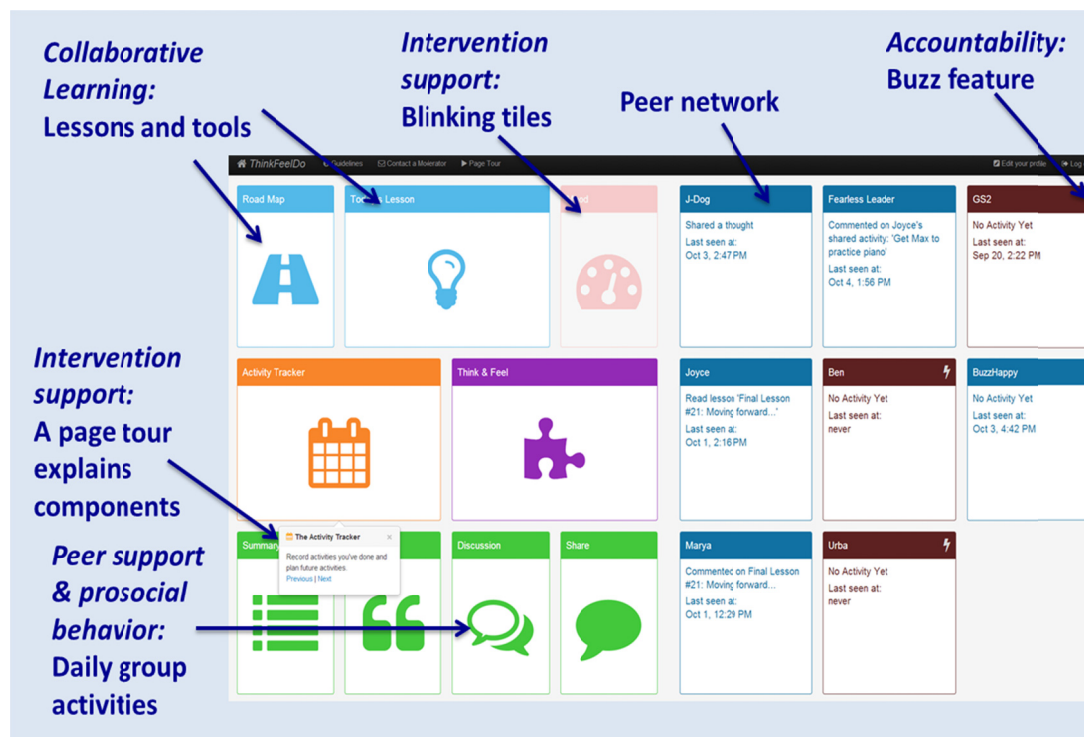 Collaborative
Learning:
Lessons and tools
Intervention
support:
Blinking tiles
Peer network
Accountability:
Buzz feature
ThinkFeelDo
Guidelines
Contact a Moierator
Page Tour
Edit your prfile
Log
Road Map
Lesson
J-Dog
Shared a thought
Last seen a:
Oct 3, 2:47PM
Fearless Leader
Commented on Joyce's
shared activity: 'Get Max to
practice piano'
Last seen at:
Oct 4, 1:56 PM
GS2
No Activity Yet
Last seen at:
Sep 20, 2:22 PM
Intervention
support:
A page tour
explains
components
Activity Tracker
Think & Feel
Joyce
Read lesson 'Final Lesson
#21: Moving forward...'
Last seen a:
Oct 1, 2:16PM
Ben
No Activity Yet
Last seen at:
never
BuzzHappy
No Activity Yet
Last seen at:
Oct 3, 4:42 PM
The Activity Tracker
×
Record activities you've done and
plan future activities.
Previous | Next
Peer support
& prosocial
behavior:
Daily group
activities
Summary
Discussion
Share
Marya
Commented on Final Lesson
#21: Moving forward...
Last seen a:
Oct 1, 12:29 PM
Urba
No Activity Yet
Last seen at:
never